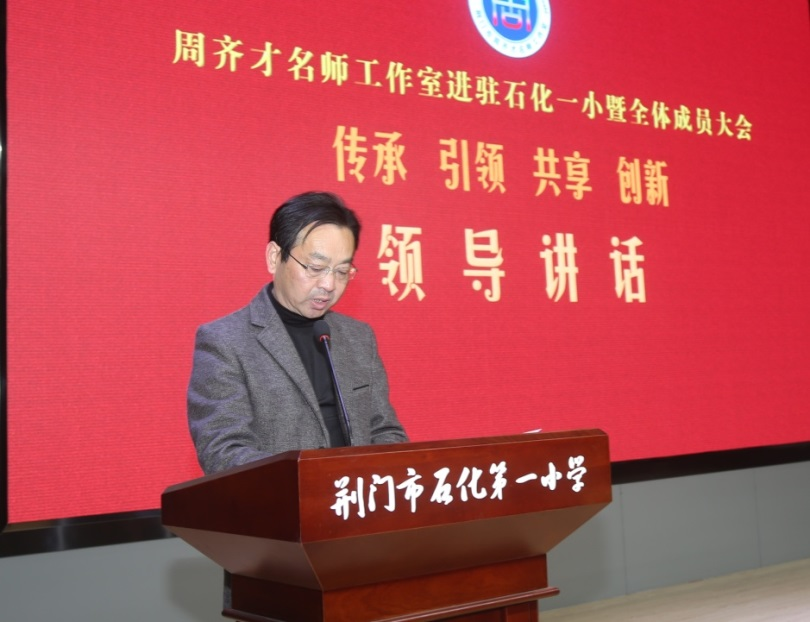 周齐才名师工作室进驻石化一小暨全体成员大会
传承 引领 共享 创新
领导讲话
荆门市石化第一小学